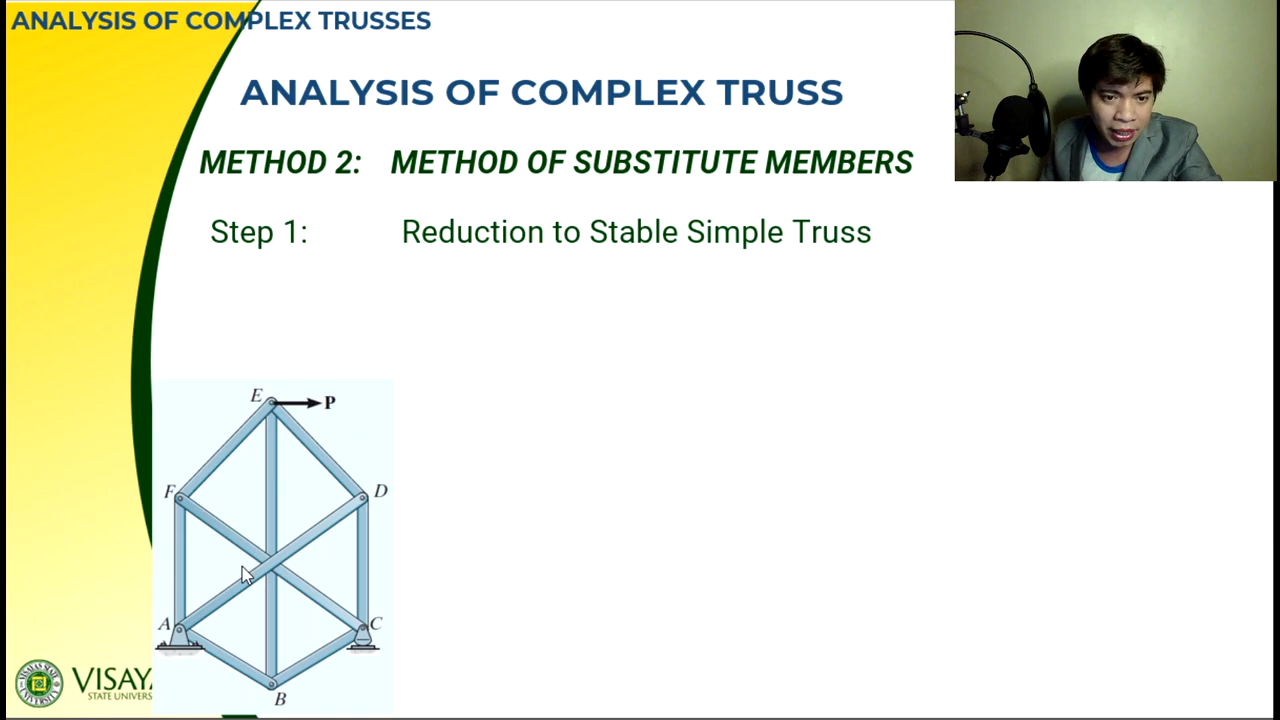 ANALYSIS OF COMPLEX TRUSSES
ANALYSIS OF COMPLEX TRUSS
METHOD 2: METHOD OF SUBSTITUTE MEMBERS
Step 1: Reduction to Stable Simple Truss
E
P
F
D
A
C
B
VISAYA
STATE UNIVERS